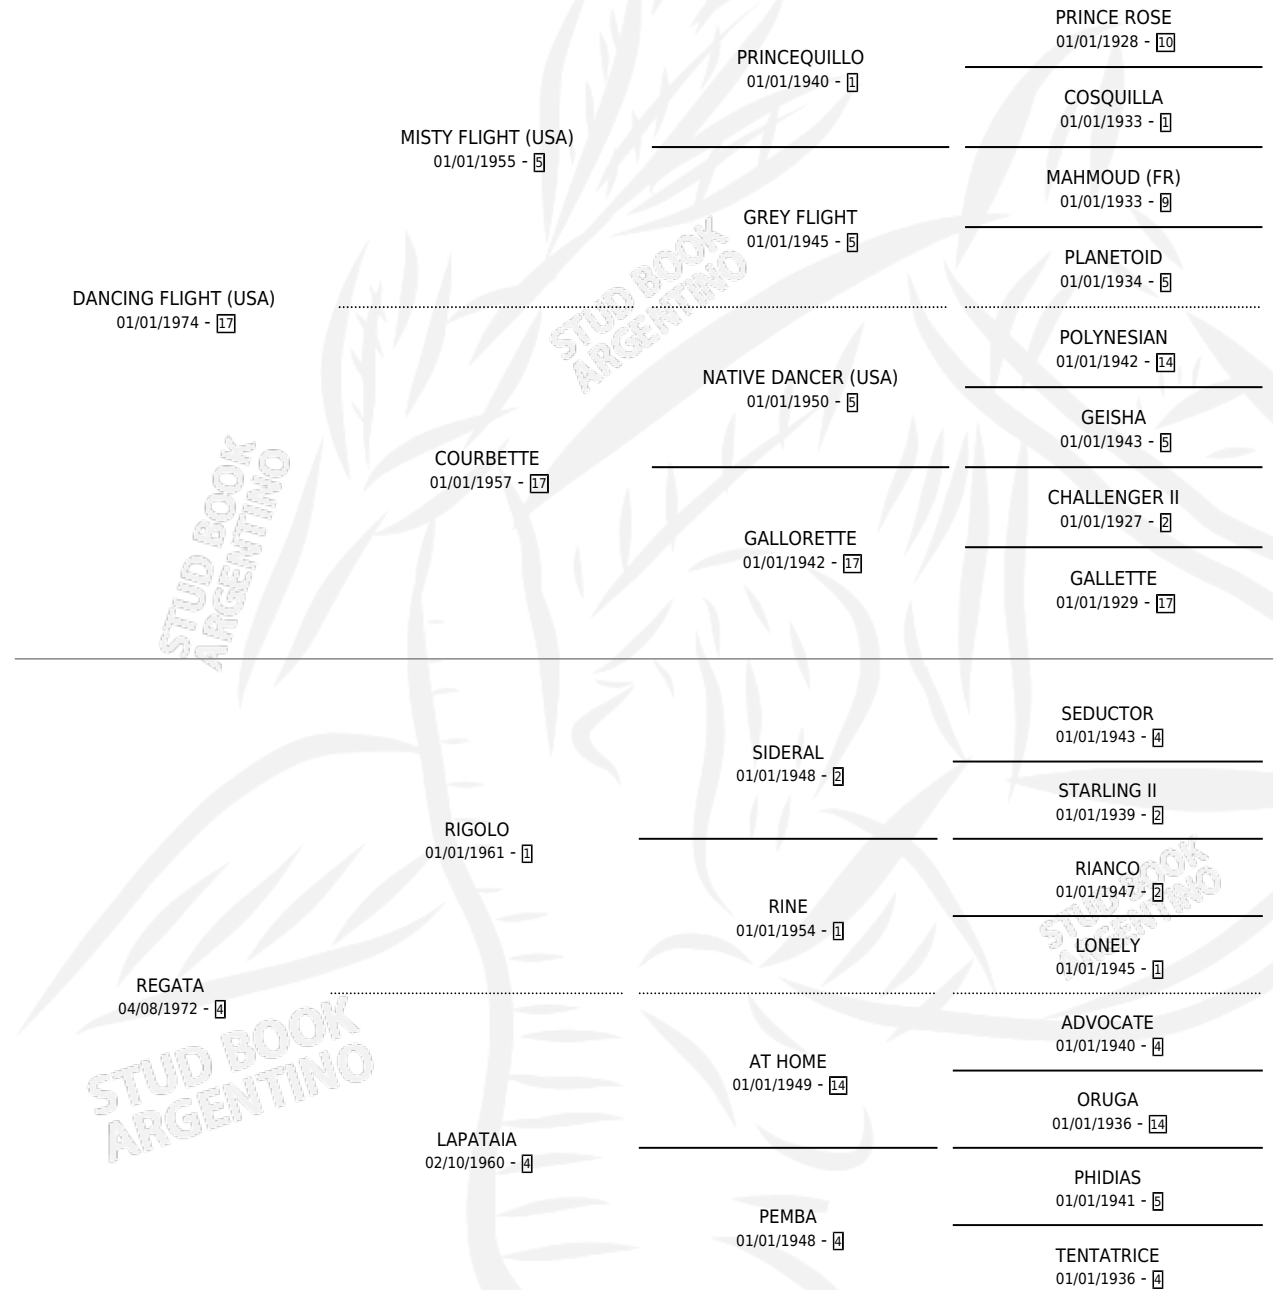 PRINCE ROSE
01/01/1928 - 10
PRINCEQUILLO
01/01/1940 - 1
COSQUILLA
01/01/1933 - 1
MISTY FLIGHT (USA)
01/01/1955 - 5
MAHMOUD (FR)
01/01/1933 - 9
GREY FLIGHT
01/01/1945 - 5
PLANETOID
01/01/1934 - 5
DANCING FLIGHT (USA)
01/01/1974 - 17
STUD BOOK
ARGENTINO
POLYNESIAN
01/01/1942 - 14
NATIVE DANCER (USA)
01/01/1950 - 5
GEISHA
01/01/1943 - 5
COURBETTE
01/01/1957 - 17
CHALLENGER II
01/01/1927 - 2
GALLORETTE
01/01/1942 - 17
GALLETTE
01/01/1929 - 17
STUD BOOK
ARGENTINO
SEDUCTOR
01/01/1943 - 4
SIDERAL
01/01/1948 - 2
STARLING II
01/01/1939 - 2
RIGOLO
01/01/1961 - 1
RIANCO
01/01/1947 - 2
RINE
01/01/1954 - 1
LONELY
01/01/1945 - 1
STUD BOOK
ARGENTINO
REGATA
04/08/1972 - 4
ADVOCATE
01/01/1940 - 4
AT HOME
01/01/1949 - 14
ORUGA
01/01/1936 - 14
STUD BOOK
ARGENTINO
LAPATAIA
02/10/1960 - 4
PHIDIAS
01/01/1941 - 5
PEMBA
01/01/1948 - 4
TENTATRICE
01/01/1936 - 4